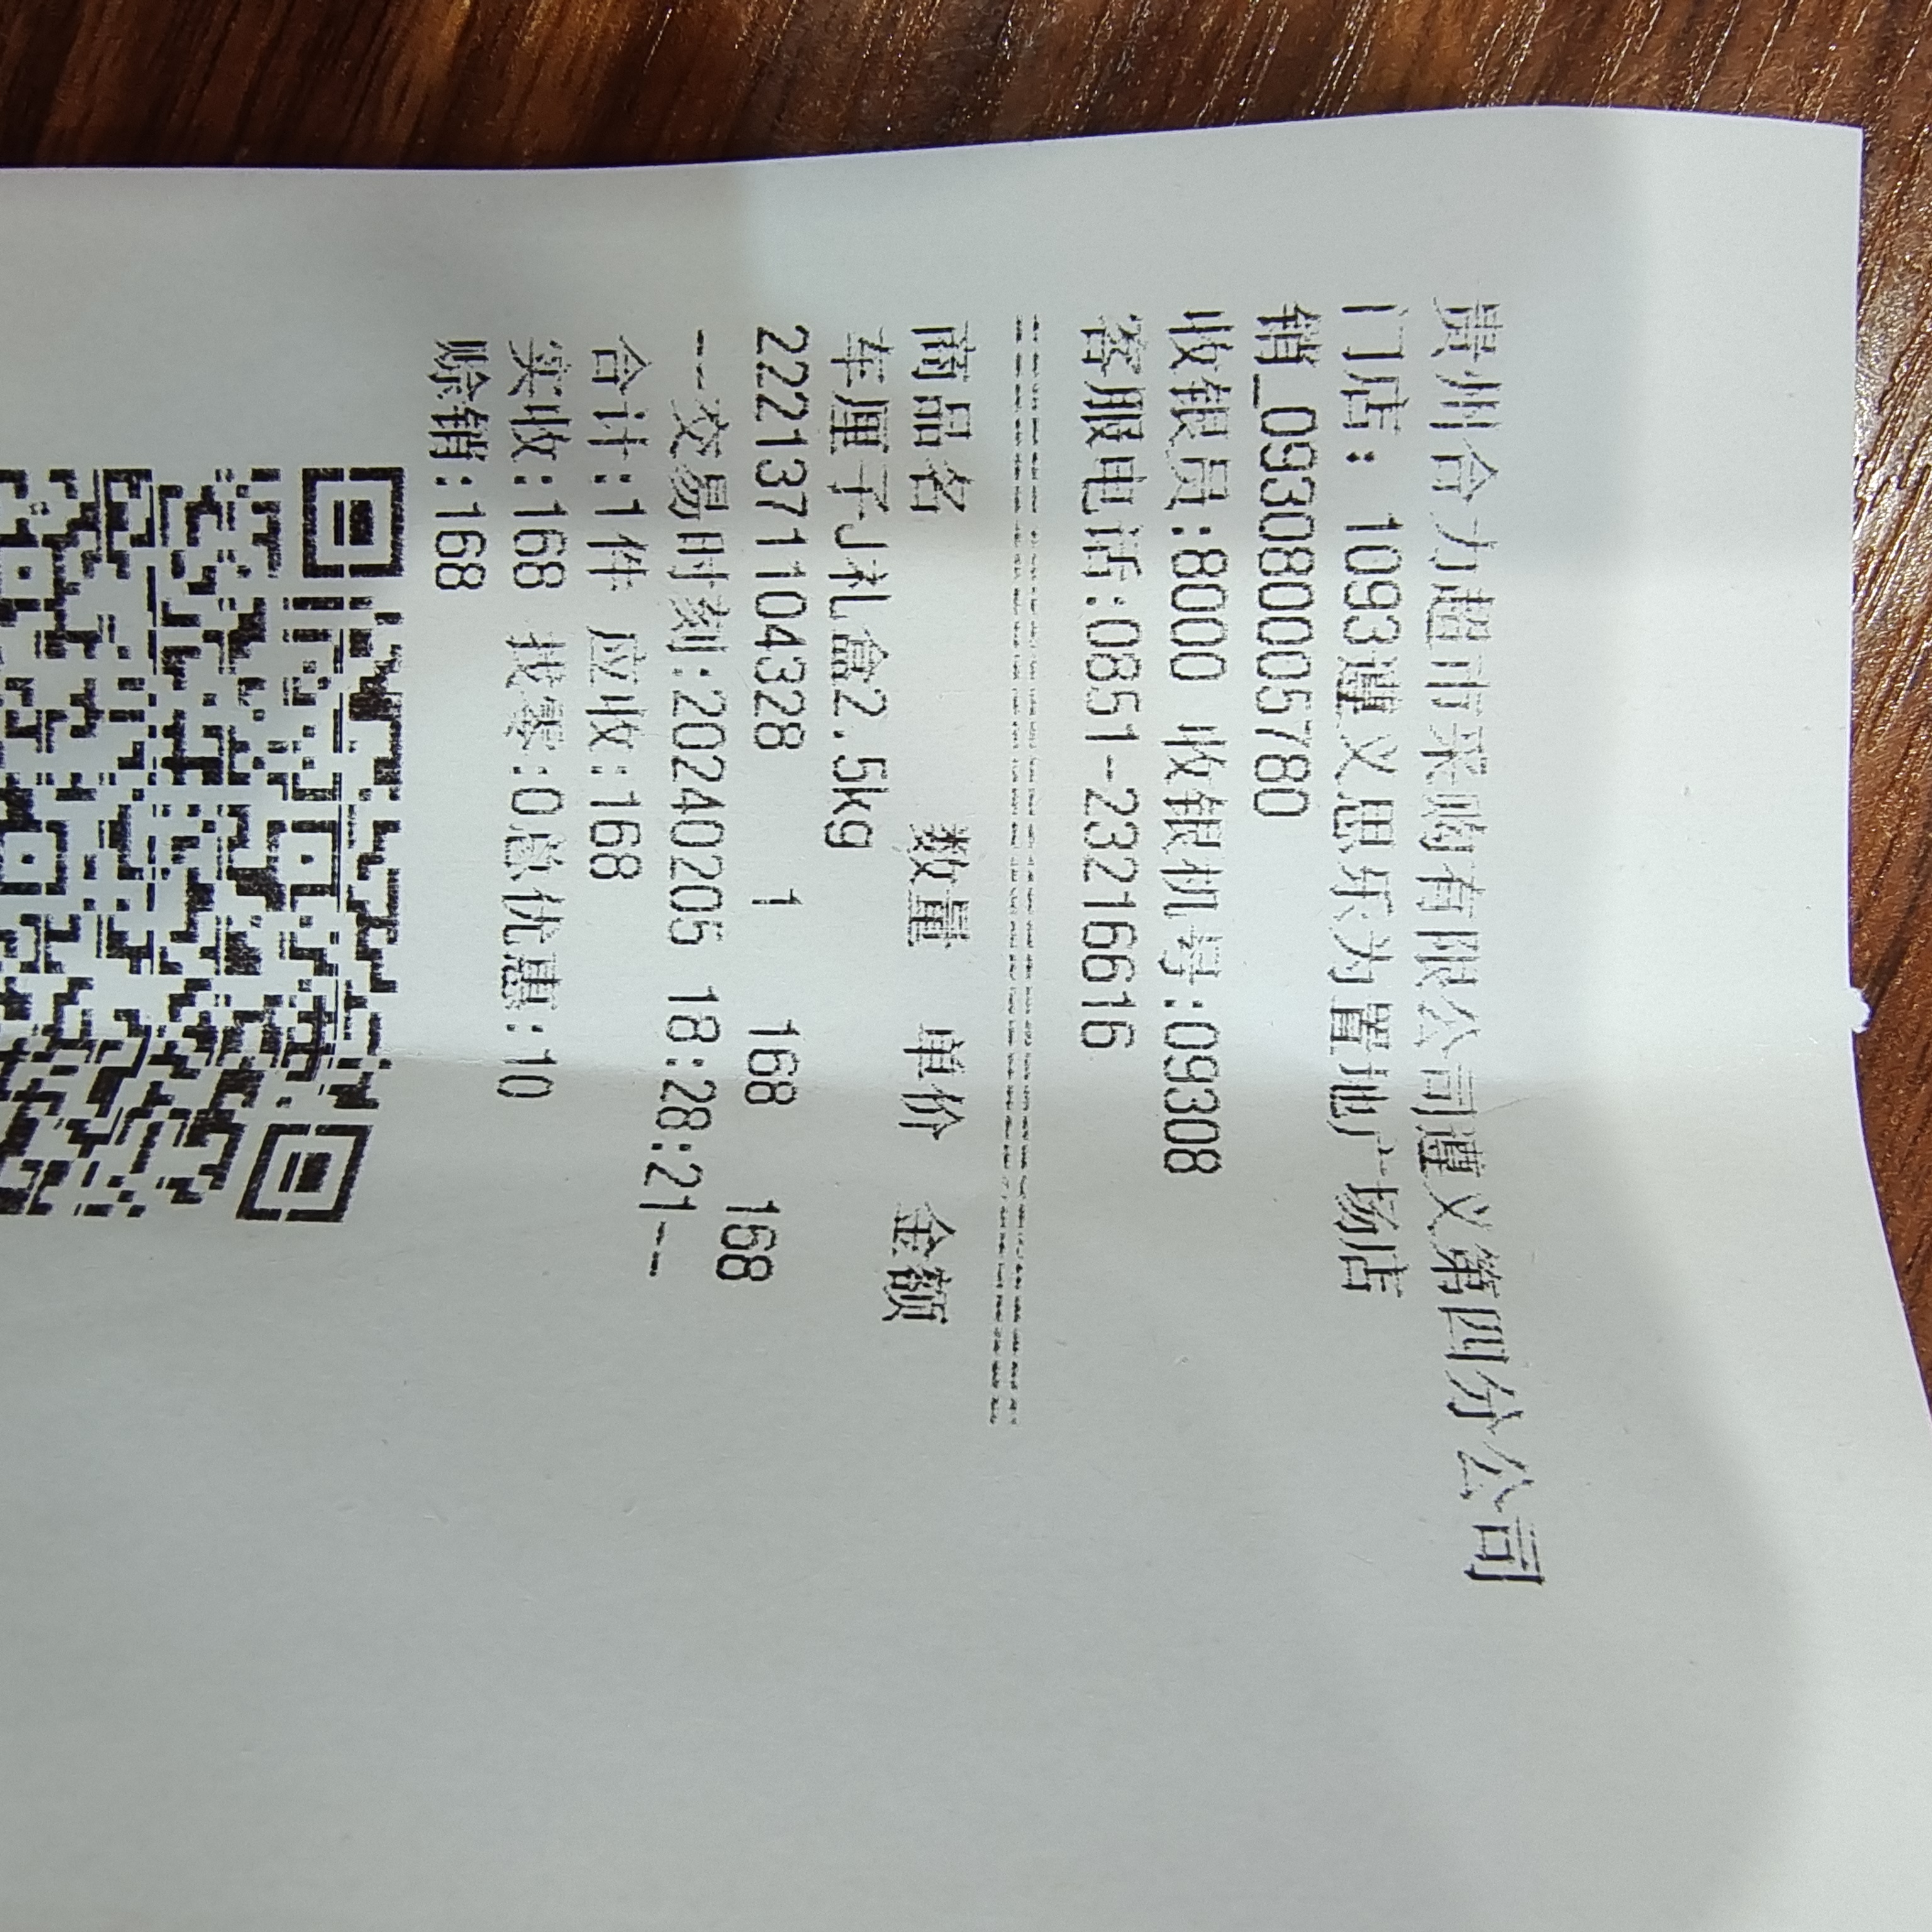 贵州合力超市采购有限公司遵义第四分公司
门店: 1093遵义思乐为置地广场店
销_093080005780
收银员:8000 收银机号:09308
客服电话:0851-23216616
商品名 数量 单价 金额
车厘子J礼盒2.5kg
2221371104328 1 168 168
--交易时刻:20240205 18:28:21--
合计:1件 应收:168
实收:168 找零:0总优惠:10
赊销:168